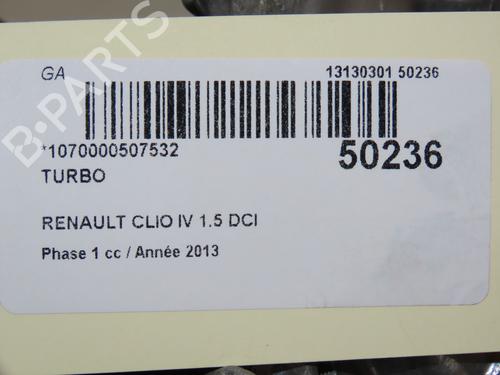 GA
13130301 50236
*1070000507532
50236
TURBO
RENAULT CLIO IV 1.5 DCI
Phase 1 cc / Année 2013
B-PARTS